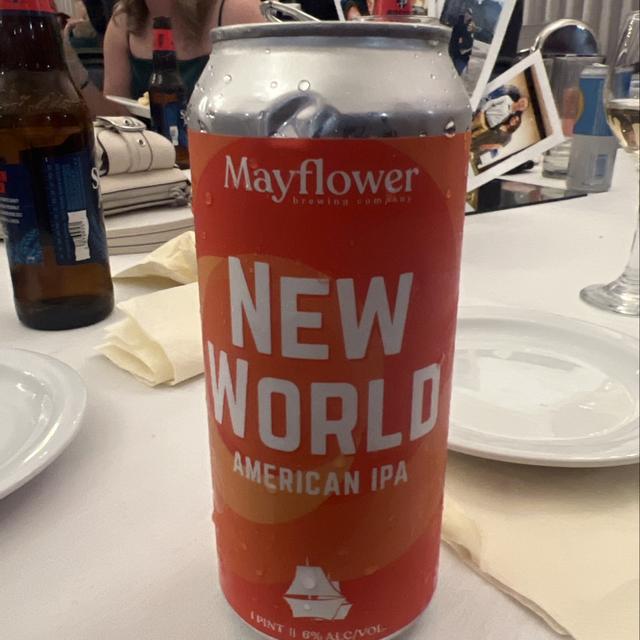 Mayflower
brewing company
NEW
WORLD
AMERICAN IPA
1 PINT || 6% ALC/VOL.